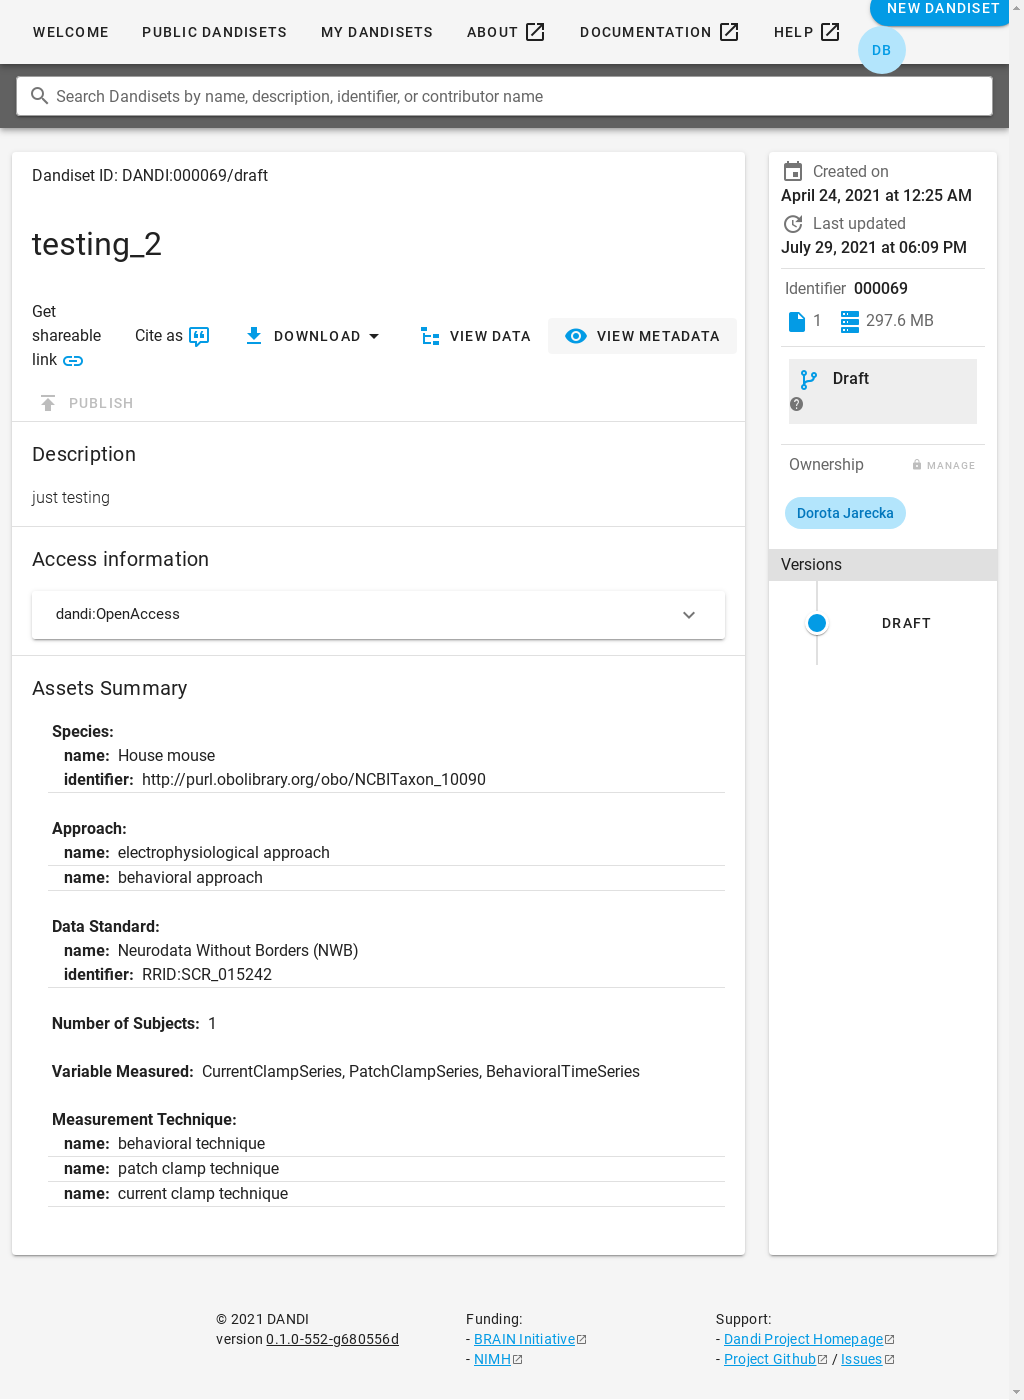 WELCOME PUBLIC DANDISETS MY DANDISETS ABOUT DOCUMENTATION HELP NEW DANDISET
DB
Search Dandisets by name, description, identifier, or contributor name
Dandiset ID: DANDI:000069/draft
testing_2
Get
shareable
link
Cite as
DOWNLOAD
VIEW DATA
VIEW METADATA
PUBLISH
Description
just testing
Access information
dandi:OpenAccess
Assets Summary
Species:
name: House mouse
identifier: http://purl.obolibrary.org/obo/NCBITaxon_10090
Approach:
name: electrophysiological approach
name: behavioral approach
Data Standard:
name: Neurodata Without Borders (NWB)
identifier: RRID:SCR_015242
Number of Subjects: 1
Variable Measured: CurrentClampSeries, PatchClampSeries, BehavioralTimeSeries
Measurement Technique:
name: behavioral technique
name: patch clamp technique
name: current clamp technique
Created on
April 24, 2021 at 12:25 AM
Last updated
July 29, 2021 at 06:09 PM
Identifier 000069
1 297.6 MB
Draft
Ownership MANAGE
Dorota Jarecka
Versions
DRAFT
© 2021 DANDI
version 0.1.0-552-g680556d
Funding:
- BRAIN Initiative
- NIMH
Support:
- Dandi Project Homepage
- Project Github / Issues